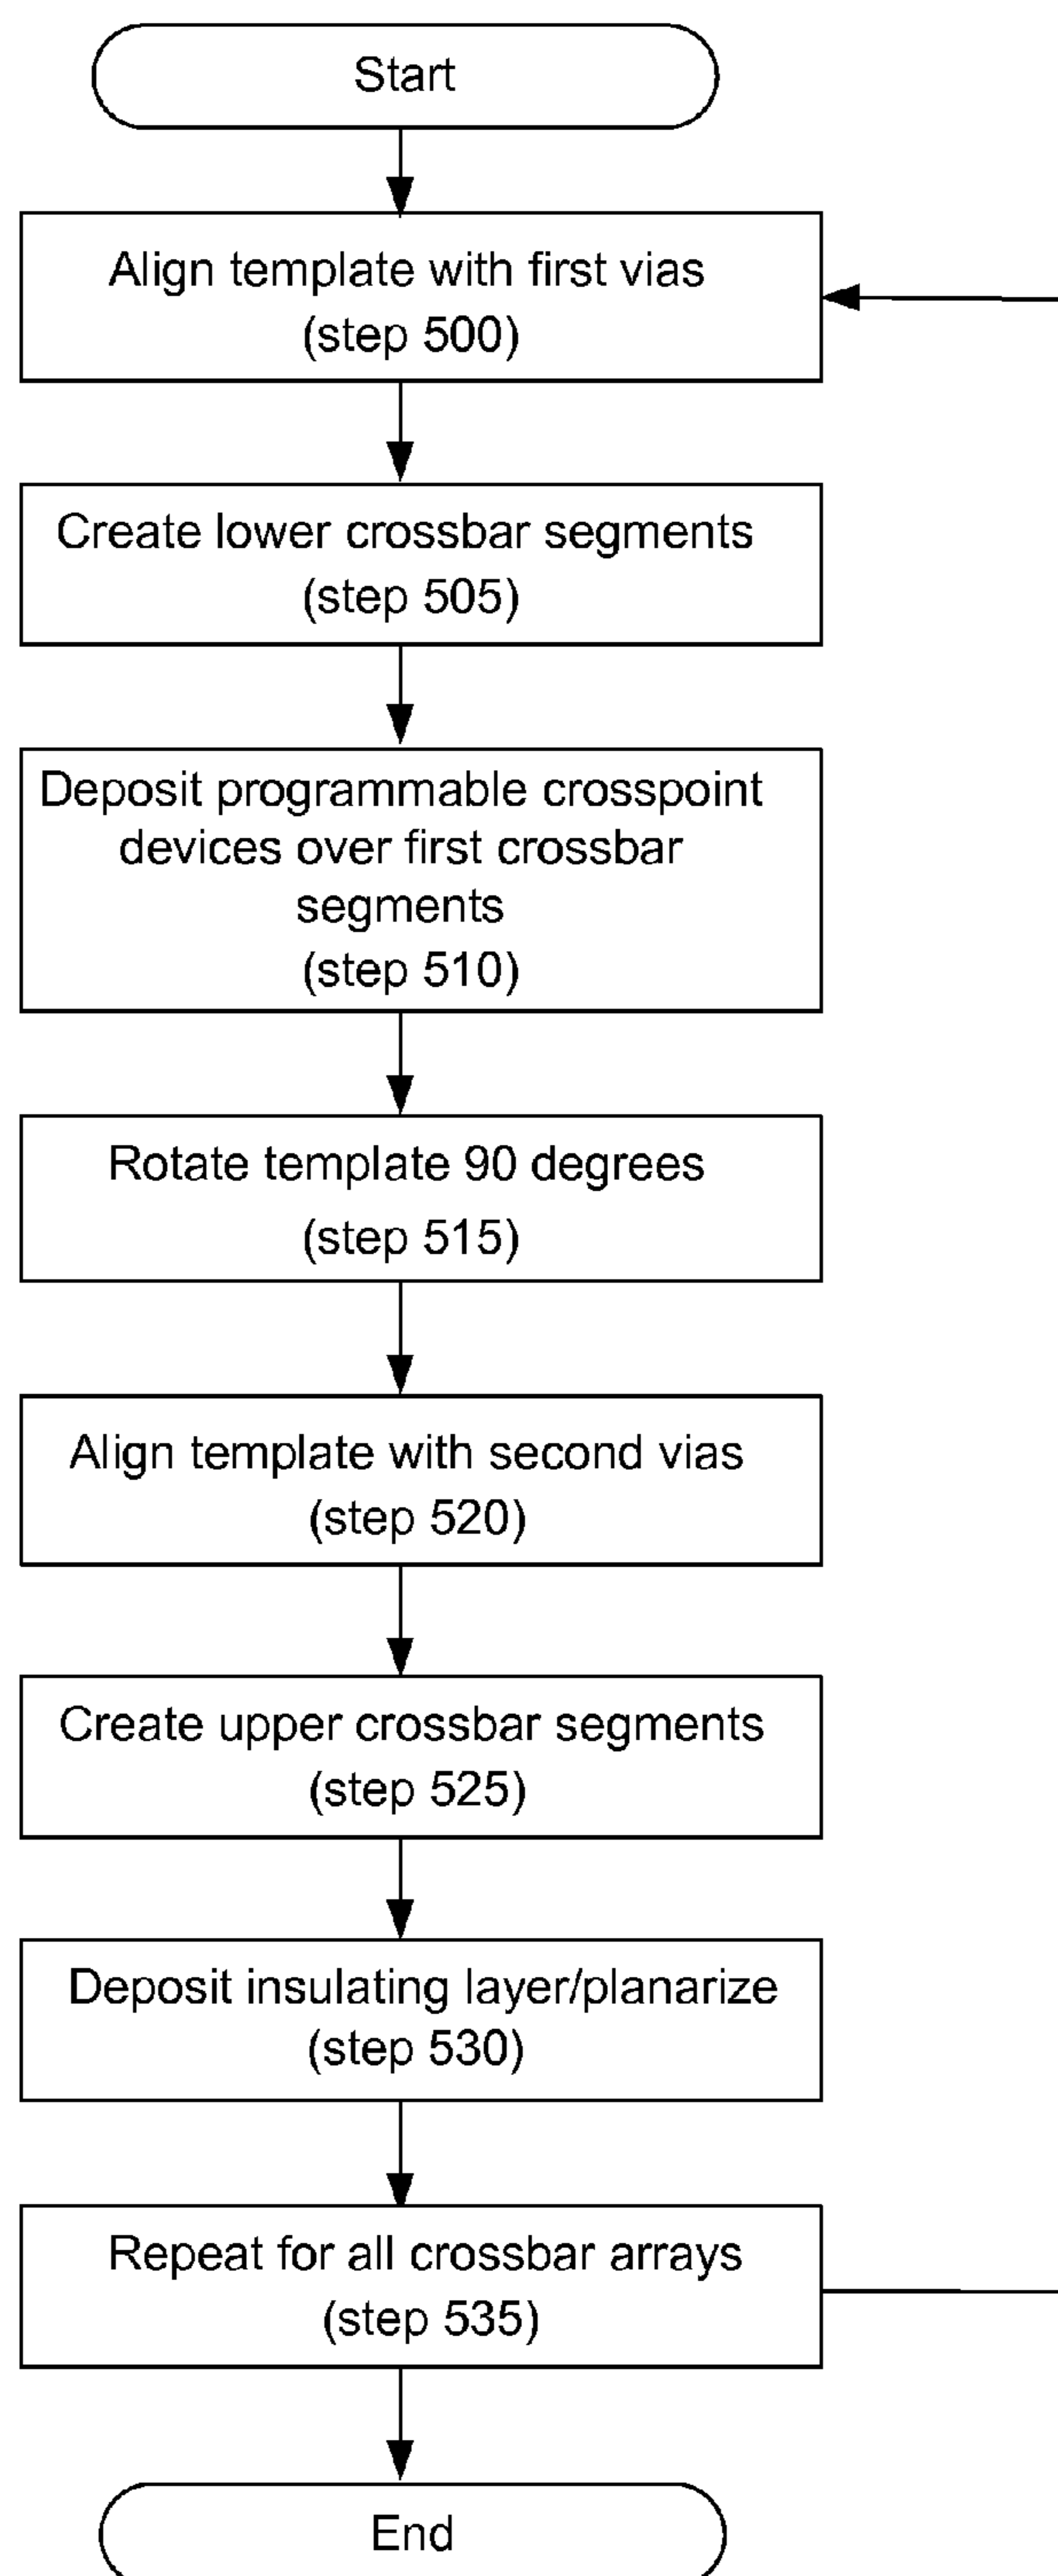 Start
Align template with first vias
(step 500)
Create lower crossbar segments
(step 505)
Deposit programmable crosspoint
devices over first crossbar
segments
(step 510)
Rotate template 90 degrees
(step 515)
Align template with second vias
(step 520)
Create upper crossbar segments
(step 525)
Deposit insulating layer/planarize
(step 530)
Repeat for all crossbar arrays
(step 535)
End